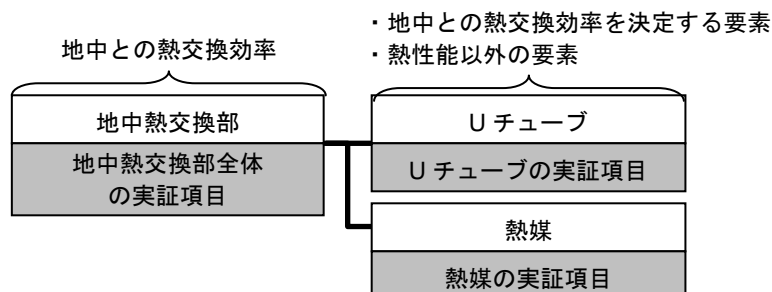 ・地中との熱交換効率を決定する要素
・熱性能以外の要素
地中との熱交換効率
地中熱交換部
地中熱交換部全体
の実証項目
Uチューブ
Uチューブの実証項目
熱媒
熱媒の実証項目